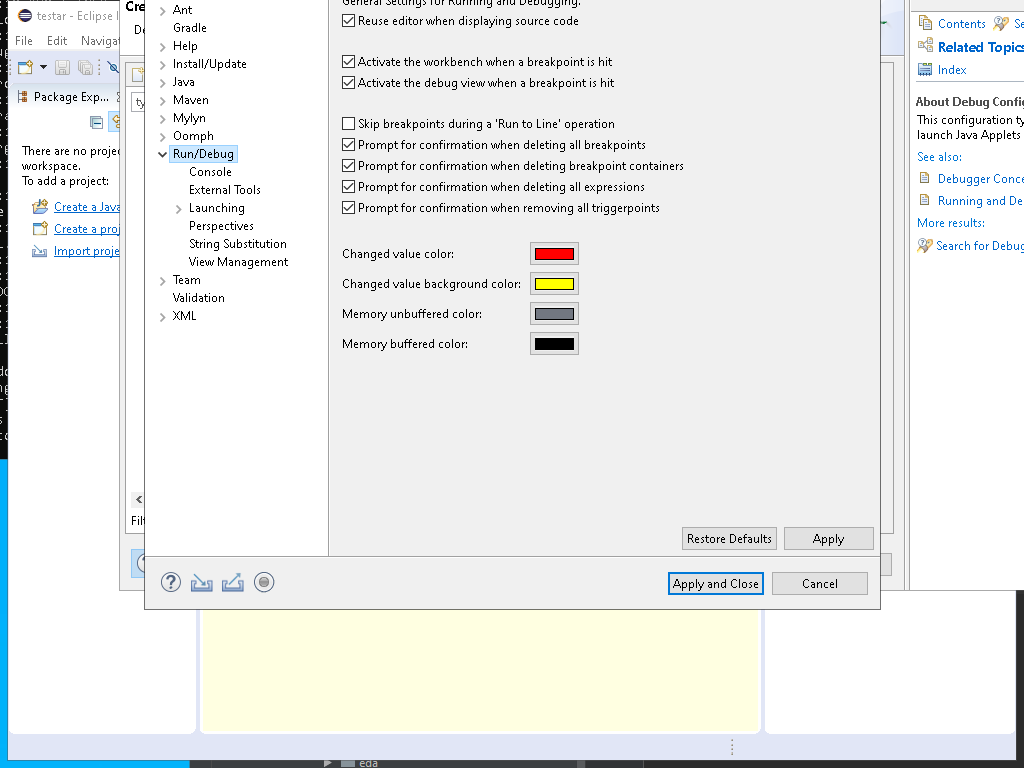 testar - Eclipse I
File Edit Naviga
Package Exp...
There are no proje
workspace.
To add a project:
Create a Java
Create a proj
Import proje
Cre
De
ty
Filt
Ant
Gradle
Help
Install/Update
Java
Maven
Mylyn
Oomph
Run/Debug
Console
External Tools
Launching
Perspectives
String Substitution
View Management
Team
Validation
XML
General Settings for Running and Debugging.
Reuse editor when displaying source code
Activate the workbench when a breakpoint is hit
Activate the debug view when a breakpoint is hit
Skip breakpoints during a 'Run to Line' operation
Prompt for confirmation when deleting all breakpoints
Prompt for confirmation when deleting breakpoint containers
Prompt for confirmation when deleting all expressions
Prompt for confirmation when removing all triggerpoints
Changed value color:
Changed value background color:
Memory unbuffered color:
Memory buffered color:
Restore Defaults Apply
Apply and Close Cancel
Contents Se
Related Topics
Index
About Debug Config
This configuration ty
launch Java Applets
See also:
Debugger Conce
Running and De
More results:
Search for Debug
eda